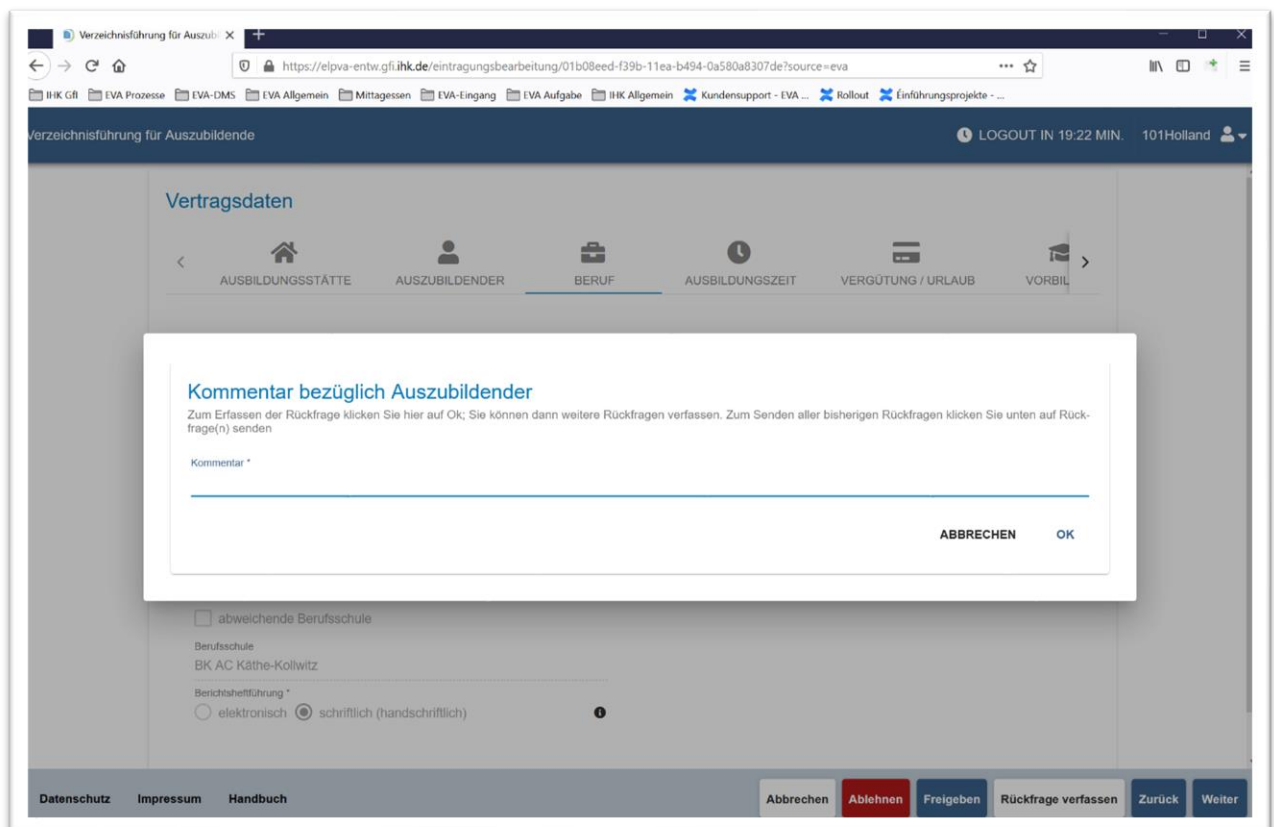 Verzeichnisführung für Auszubi
https://elpva-entw.gfi.ihk.de/eintragungsbearbeitung/01b08eed-f39b-11ea-b494-0a580a8307de?source=eva
IHK GfI EVA Prozesse EVA-DMS EVA Allgemein Mittagessen EVA-Eingang EVA Aufgabe IHK Allgemein Kundensupport - EVA ... Rollout Einführungsprojekte - ...
Verzeichnisführung für Auszubildende LOGOUT IN 19:22 MIN. 101Holland
Vertragsdaten
AUSBILDUNGSSTÄTTE AUSZUBILDENDER BERUF AUSBILDUNGSZEIT VERGÜTUNG / URLAUB VORBIL
Kommentar bezüglich Auszubildender
Zum Erfassen der Rückfrage klicken Sie hier auf Ok; Sie können dann weitere Rückfragen verfassen. Zum Senden aller bisherigen Rückfragen klicken Sie unten auf Rück-
frage(n) senden
Kommentar *
ABBRECHEN OK
abweichende Berufsschule
Berufsschule
BK AC Käthe-Kollwitz
Berichtsheftführung *
elektronisch schriftlich (handschriftlich)
Datenschutz Impressum Handbuch Abbrechen Ablehnen Freigeben Rückfrage verfassen Zurück Weiter